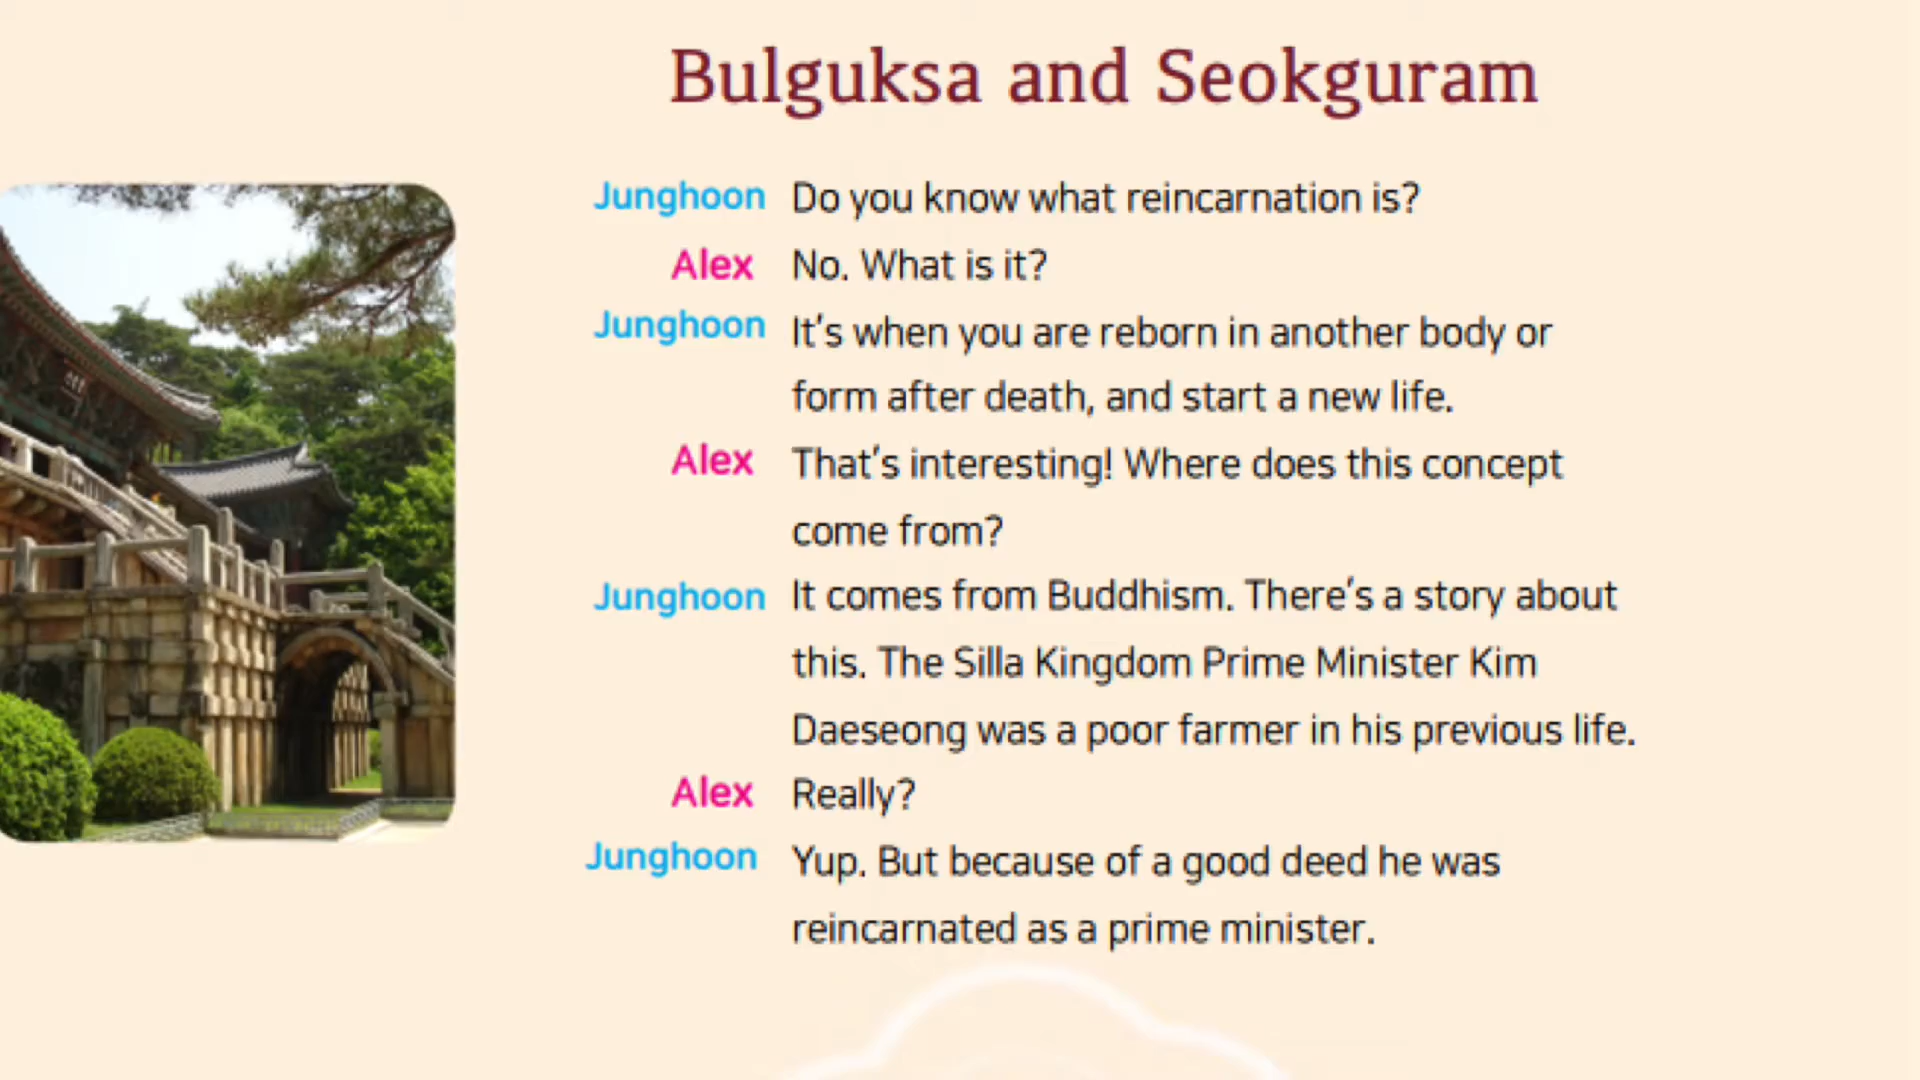 Bulguksa and Seokguram
Junghoon Do you know what reincarnation is?
Alex No. What is it?
Junghoon It's when you are reborn in another body or
form after death, and start a new life.
Alex That's interesting! Where does this concept
come from?
Junghoon It comes from Buddhism. There's a story about
this. The Silla Kingdom Prime Minister Kim
Daeseong was a poor farmer in his previous life.
Alex Really?
Junghoon Yup. But because of a good deed he was
reincarnated as a prime minister.